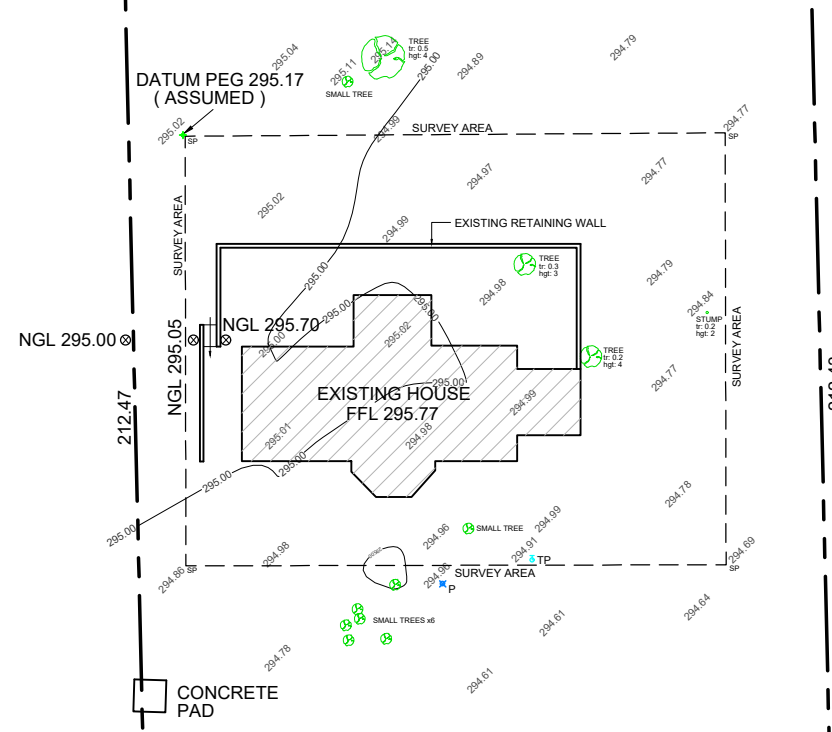 294.79
295.04
295.14
TREE
tr: 0.5
hgt: 4
295.11
295.00
294.89
DATUM PEG 295.17
( ASSUMED )
SMALL TREE
295.02
SP
294.99
SURVEY AREA
294.77
SP
294.97
294.77
SURVEY AREA
295.02
294.99
EXISTING RETAINING WALL
295.00
294.98
TREE
tr: 0.3
hgt: 3
294.79
294.84
STUMP
tr: 0.2
hgt: 2
SURVEY AREA
NGL 295.00
NGL 295.05
NGL 295.70
295.00
295.00
295.00
295.02
TREE
tr: 0.2
hgt: 4
294.77
212.47
295.00
EXISTING HOUSE
FFL 295.77
294.99
295.01
294.98
295.00
295.00
294.78
295.00
294.98
294.96
SMALL TREE
294.99
294.91
TP
294.69
SP
294.86
SP
294.96
SURVEY AREA
P
SMALL TREES x6
294.61
294.64
294.78
294.61
CONCRETE
PAD